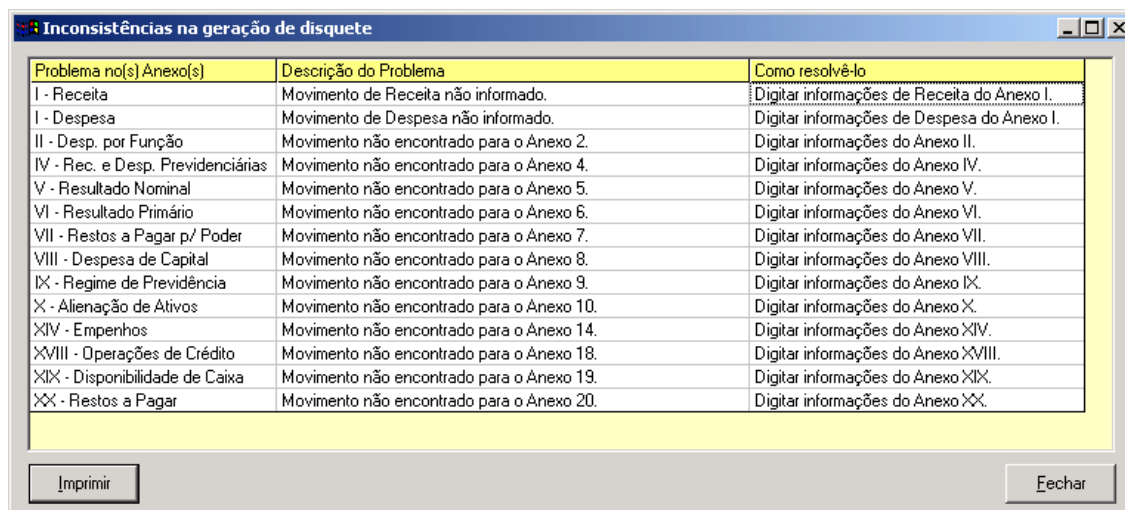 Inconsistências na geração de disquete
Problema no(s) Anexo(s) Descrição do Problema Como resolvê-lo
I - Receita Movimento de Receita não informado. Digitar informações de Receita do Anexo I.
I - Despesa Movimento de Despesa não informado. Digitar informações de Despesa do Anexo I.
II - Desp. por Função Movimento não encontrado para o Anexo 2. Digitar informações do Anexo II.
IV - Rec. e Desp. Previdenciárias Movimento não encontrado para o Anexo 4. Digitar informações do Anexo IV.
V - Resultado Nominal Movimento não encontrado para o Anexo 5. Digitar informações do Anexo V.
VI - Resultado Primário Movimento não encontrado para o Anexo 6. Digitar informações do Anexo VI.
VII - Restos a Pagar p/ Poder Movimento não encontrado para o Anexo 7. Digitar informações do Anexo VII.
VIII - Despesa de Capital Movimento não encontrado para o Anexo 8. Digitar informações do Anexo VIII.
IX - Regime de Previdência Movimento não encontrado para o Anexo 9. Digitar informações do Anexo IX.
X - Alienação de Ativos Movimento não encontrado para o Anexo 10. Digitar informações do Anexo X.
XIV - Empenhos Movimento não encontrado para o Anexo 14. Digitar informações do Anexo XIV.
XVIII - Operações de Crédito Movimento não encontrado para o Anexo 18. Digitar informações do Anexo XVIII.
XIX - Disponibilidade de Caixa Movimento não encontrado para o Anexo 19. Digitar informações do Anexo XIX.
XX - Restos a Pagar Movimento não encontrado para o Anexo 20. Digitar informações do Anexo XX.
Imprimir Fechar